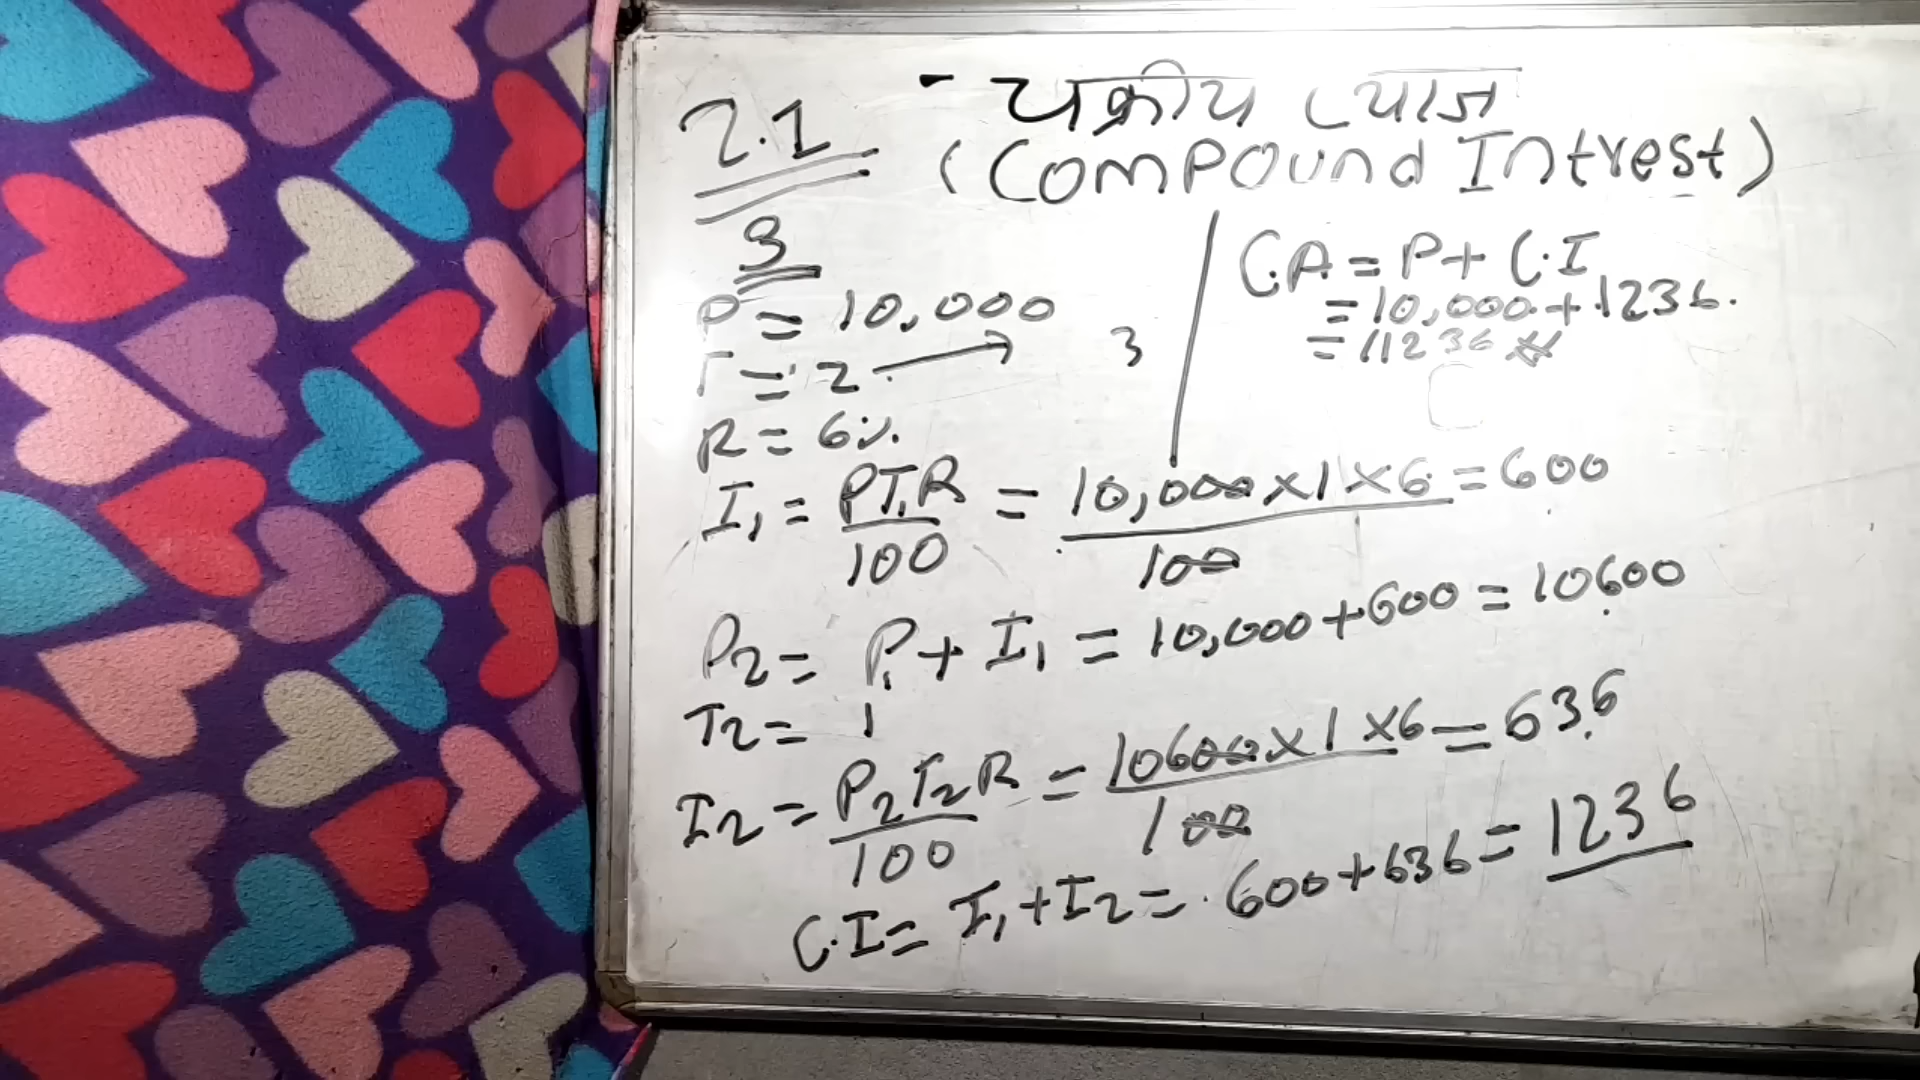 2.1
- चक्रीय ब्याज
(Compound Intrest)
3
P = 10,000
T = 2 → 3
R = 6%
I₁ = PT₁R/100 = 10,000×1×6/100 = 600
P₂ = P₁ + I₁ = 10,000+600 = 10600
T₂ = 1
I₂ = P₂T₂R/100 = 10600×1×6/100 = 636
C.I = I₁+I₂ = 600+636 = 1236
C.A = P + C.I
= 10,000 + 1236
= 11236